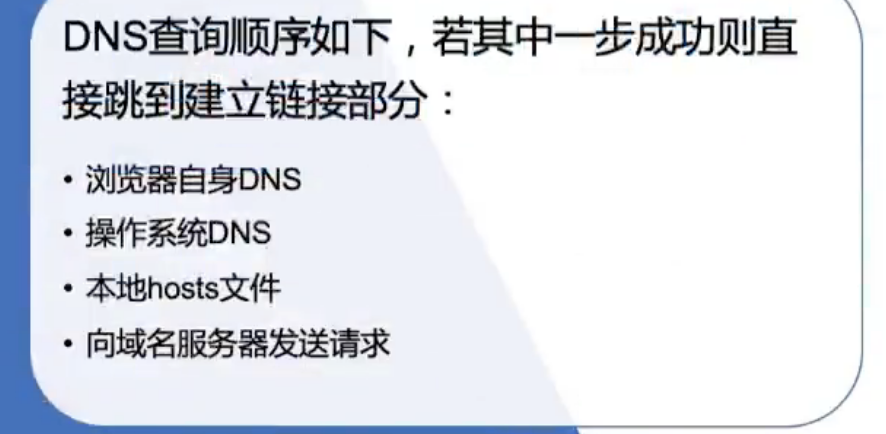 DNS查询顺序如下，若其中一步成功则直
接跳到建立链接部分：
• 浏览器自身DNS
• 操作系统DNS
• 本地hosts文件
• 向域名服务器发送请求